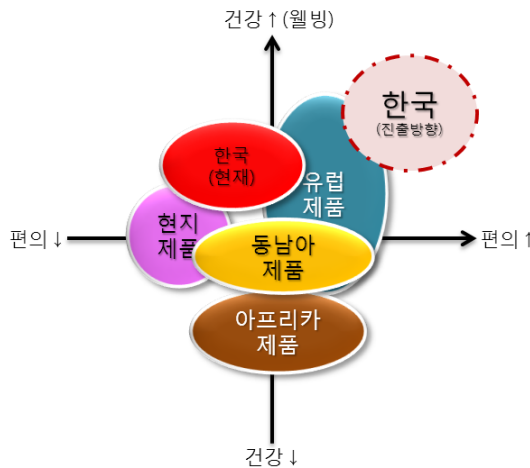 건강↑(웰빙)
한국
(진출방향)
한국
(현재)
유럽
제품
현지
제품
편의↓
동남아
제품
편의↑
아프리카
제품
건강↓